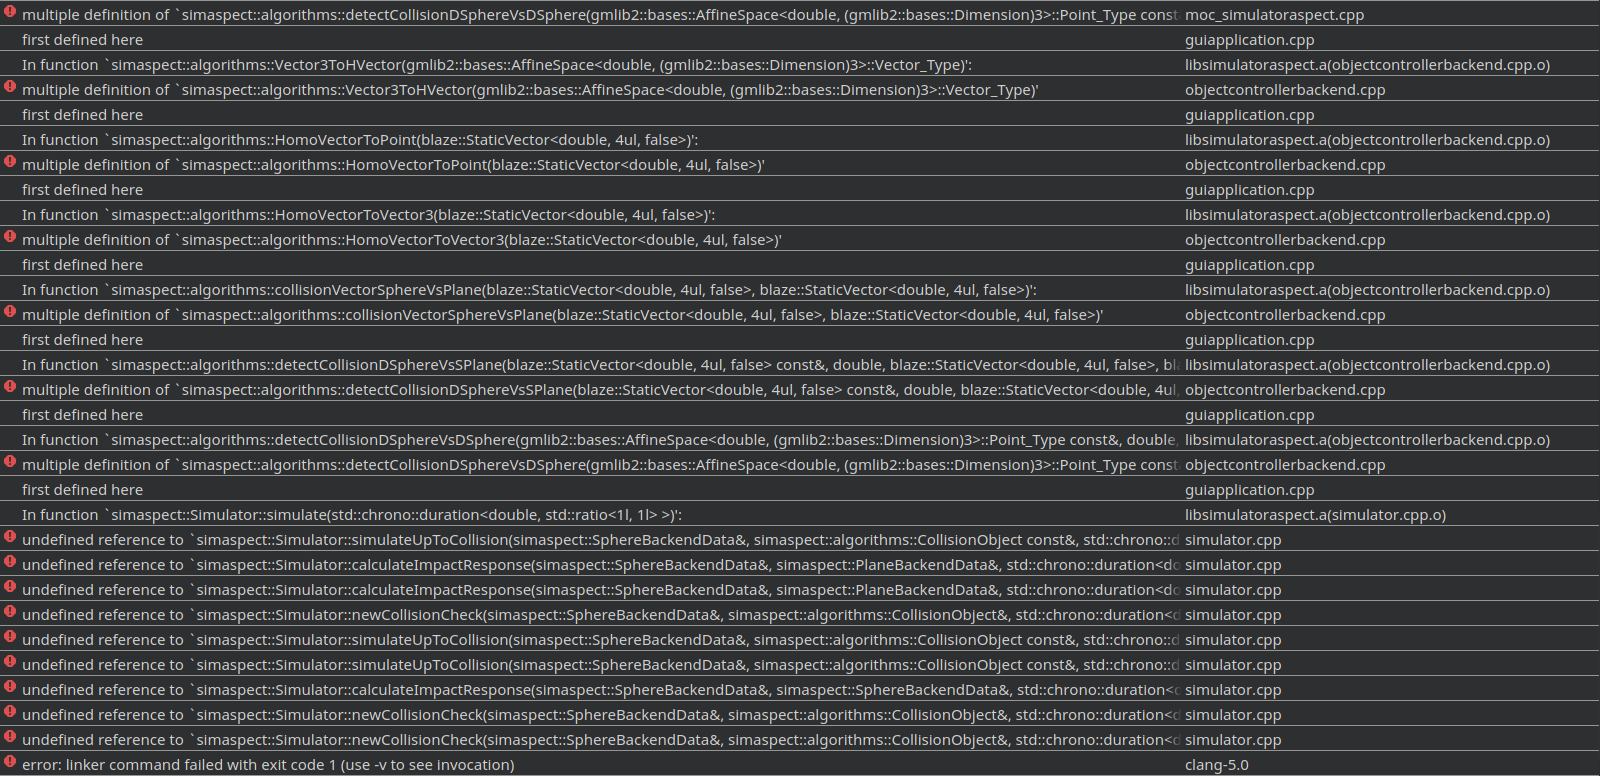 multiple definition of `simaspect::algorithms::detectCollisionDSphereVsDSphere(gmlib2::bases::AffineSpace<double, (gmlib2::bases::Dimension)3>::Point_Type const moc_simulatoraspect.cpp
first defined here guiapplication.cpp
In function `simaspect::algorithms::Vector3ToHVector(gmlib2::bases::AffineSpace<double, (gmlib2::bases::Dimension)3>::Vector_Type)': libsimulatoraspect.a(objectcontrollerbackend.cpp.o)
multiple definition of `simaspect::algorithms::Vector3ToHVector(gmlib2::bases::AffineSpace<double, (gmlib2::bases::Dimension)3>::Vector_Type)' objectcontrollerbackend.cpp
first defined here guiapplication.cpp
In function `simaspect::algorithms::HomoVectorToPoint(blaze::StaticVector<double, 4ul, false>)': libsimulatoraspect.a(objectcontrollerbackend.cpp.o)
multiple definition of `simaspect::algorithms::HomoVectorToPoint(blaze::StaticVector<double, 4ul, false>)' objectcontrollerbackend.cpp
first defined here guiapplication.cpp
In function `simaspect::algorithms::HomoVectorToVector3(blaze::StaticVector<double, 4ul, false>)': libsimulatoraspect.a(objectcontrollerbackend.cpp.o)
multiple definition of `simaspect::algorithms::HomoVectorToVector3(blaze::StaticVector<double, 4ul, false>)' objectcontrollerbackend.cpp
first defined here guiapplication.cpp
In function `simaspect::algorithms::collisionVectorSphereVsPlane(blaze::StaticVector<double, 4ul, false>, blaze::StaticVector<double, 4ul, false>)': libsimulatoraspect.a(objectcontrollerbackend.cpp.o)
multiple definition of `simaspect::algorithms::collisionVectorSphereVsPlane(blaze::StaticVector<double, 4ul, false>, blaze::StaticVector<double, 4ul, false>)' objectcontrollerbackend.cpp
first defined here guiapplication.cpp
In function `simaspect::algorithms::detectCollisionDSphereVsSPlane(blaze::StaticVector<double, 4ul, false> const&, double, blaze::StaticVector<double, 4ul, false>, bl libsimulatoraspect.a(objectcontrollerbackend.cpp.o)
multiple definition of `simaspect::algorithms::detectCollisionDSphereVsSPlane(blaze::StaticVector<double, 4ul, false> const&, double, blaze::StaticVector<double, 4ul, objectcontrollerbackend.cpp
first defined here guiapplication.cpp
In function `simaspect::algorithms::detectCollisionDSphereVsDSphere(gmlib2::bases::AffineSpace<double, (gmlib2::bases::Dimension)3>::Point_Type const&, double, libsimulatoraspect.a(objectcontrollerbackend.cpp.o)
multiple definition of `simaspect::algorithms::detectCollisionDSphereVsDSphere(gmlib2::bases::AffineSpace<double, (gmlib2::bases::Dimension)3>::Point_Type const objectcontrollerbackend.cpp
first defined here guiapplication.cpp
In function `simaspect::Simulator::simulate(std::chrono::duration<double, std::ratio<1l, 1l> >)': libsimulatoraspect.a(simulator.cpp.o)
undefined reference to `simaspect::Simulator::simulateUpToCollision(simaspect::SphereBackendData&, simaspect::algorithms::CollisionObject const&, std::chrono::d simulator.cpp
undefined reference to `simaspect::Simulator::calculateImpactResponse(simaspect::SphereBackendData&, simaspect::PlaneBackendData&, std::chrono::duration<do simulator.cpp
undefined reference to `simaspect::Simulator::calculateImpactResponse(simaspect::SphereBackendData&, simaspect::PlaneBackendData&, std::chrono::duration<do simulator.cpp
undefined reference to `simaspect::Simulator::newCollisionCheck(simaspect::SphereBackendData&, simaspect::algorithms::CollisionObject&, std::chrono::duration<d simulator.cpp
undefined reference to `simaspect::Simulator::simulateUpToCollision(simaspect::SphereBackendData&, simaspect::algorithms::CollisionObject const&, std::chrono::d simulator.cpp
undefined reference to `simaspect::Simulator::simulateUpToCollision(simaspect::SphereBackendData&, simaspect::algorithms::CollisionObject const&, std::chrono::d simulator.cpp
undefined reference to `simaspect::Simulator::calculateImpactResponse(simaspect::SphereBackendData&, simaspect::SphereBackendData&, std::chrono::duration<d simulator.cpp
undefined reference to `simaspect::Simulator::newCollisionCheck(simaspect::SphereBackendData&, simaspect::algorithms::CollisionObject&, std::chrono::duration<d simulator.cpp
undefined reference to `simaspect::Simulator::newCollisionCheck(simaspect::SphereBackendData&, simaspect::algorithms::CollisionObject&, std::chrono::duration<d simulator.cpp
error: linker command failed with exit code 1 (use -v to see invocation) clang-5.0